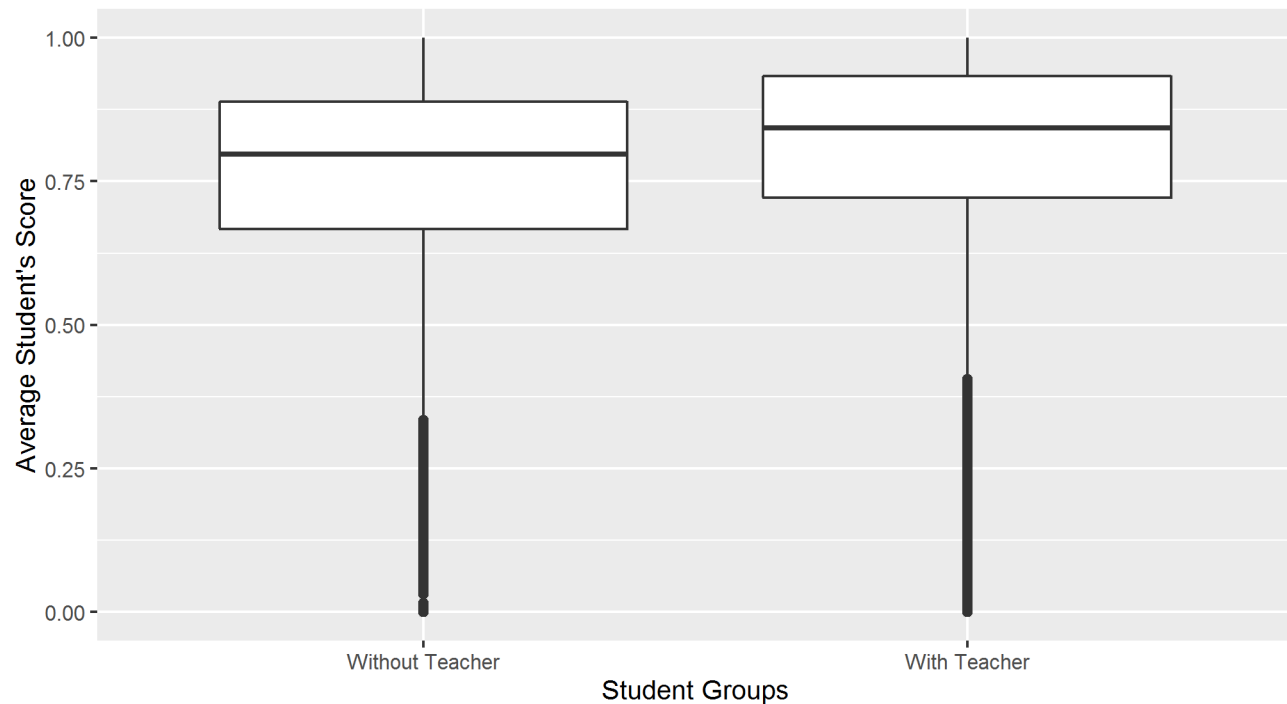 Average Student's Score
1.00
0.75
0.50
0.25
0.00
Without Teacher
With Teacher
Student Groups